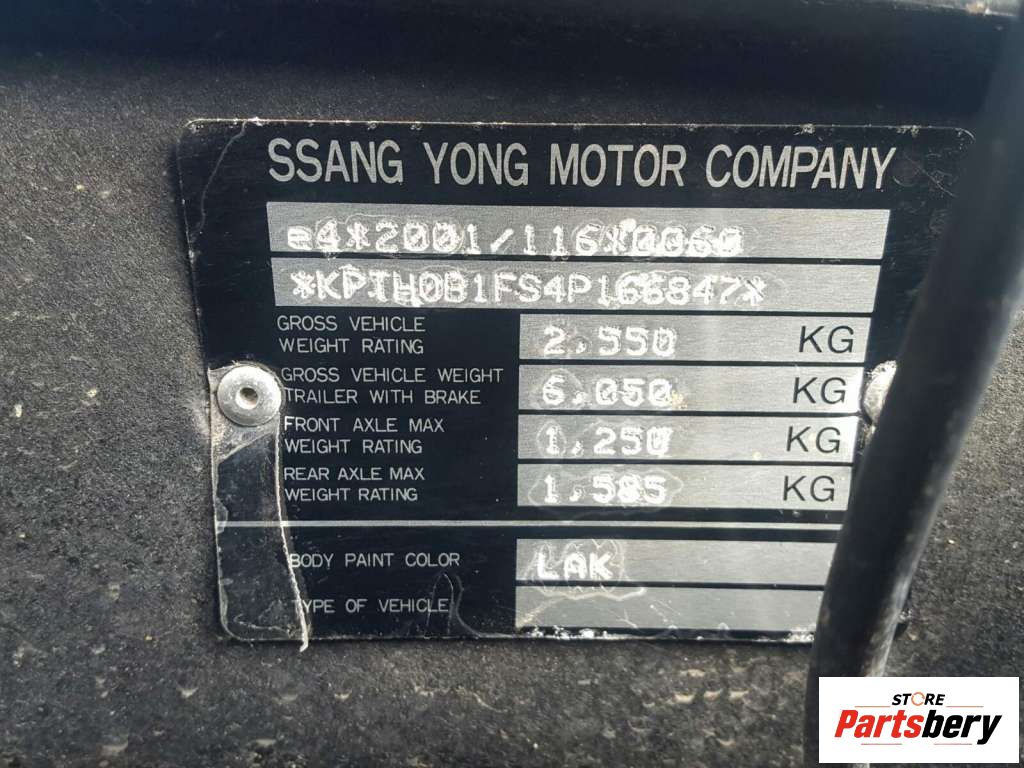 SSANG YONG MOTOR COMPANY
e4*2001/116*0060
*KPTH0B1FS4P166847*
GROSS VEHICLE
WEIGHT RATING 2,550 KG
GROSS VEHICLE WEIGHT
TRAILER WITH BRAKE 6,050 KG
FRONT AXLE MAX
WEIGHT RATING 1,250 KG
REAR AXLE MAX
WEIGHT RATING 1,585 KG
BODY PAINT COLOR LAK
TYPE OF VEHICLE
STORE
Partsbery